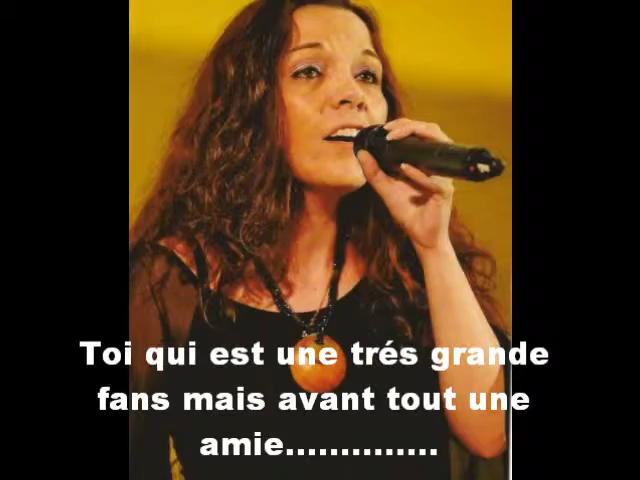 Toi qui est une trés grande
fans mais avant tout une
amie..............